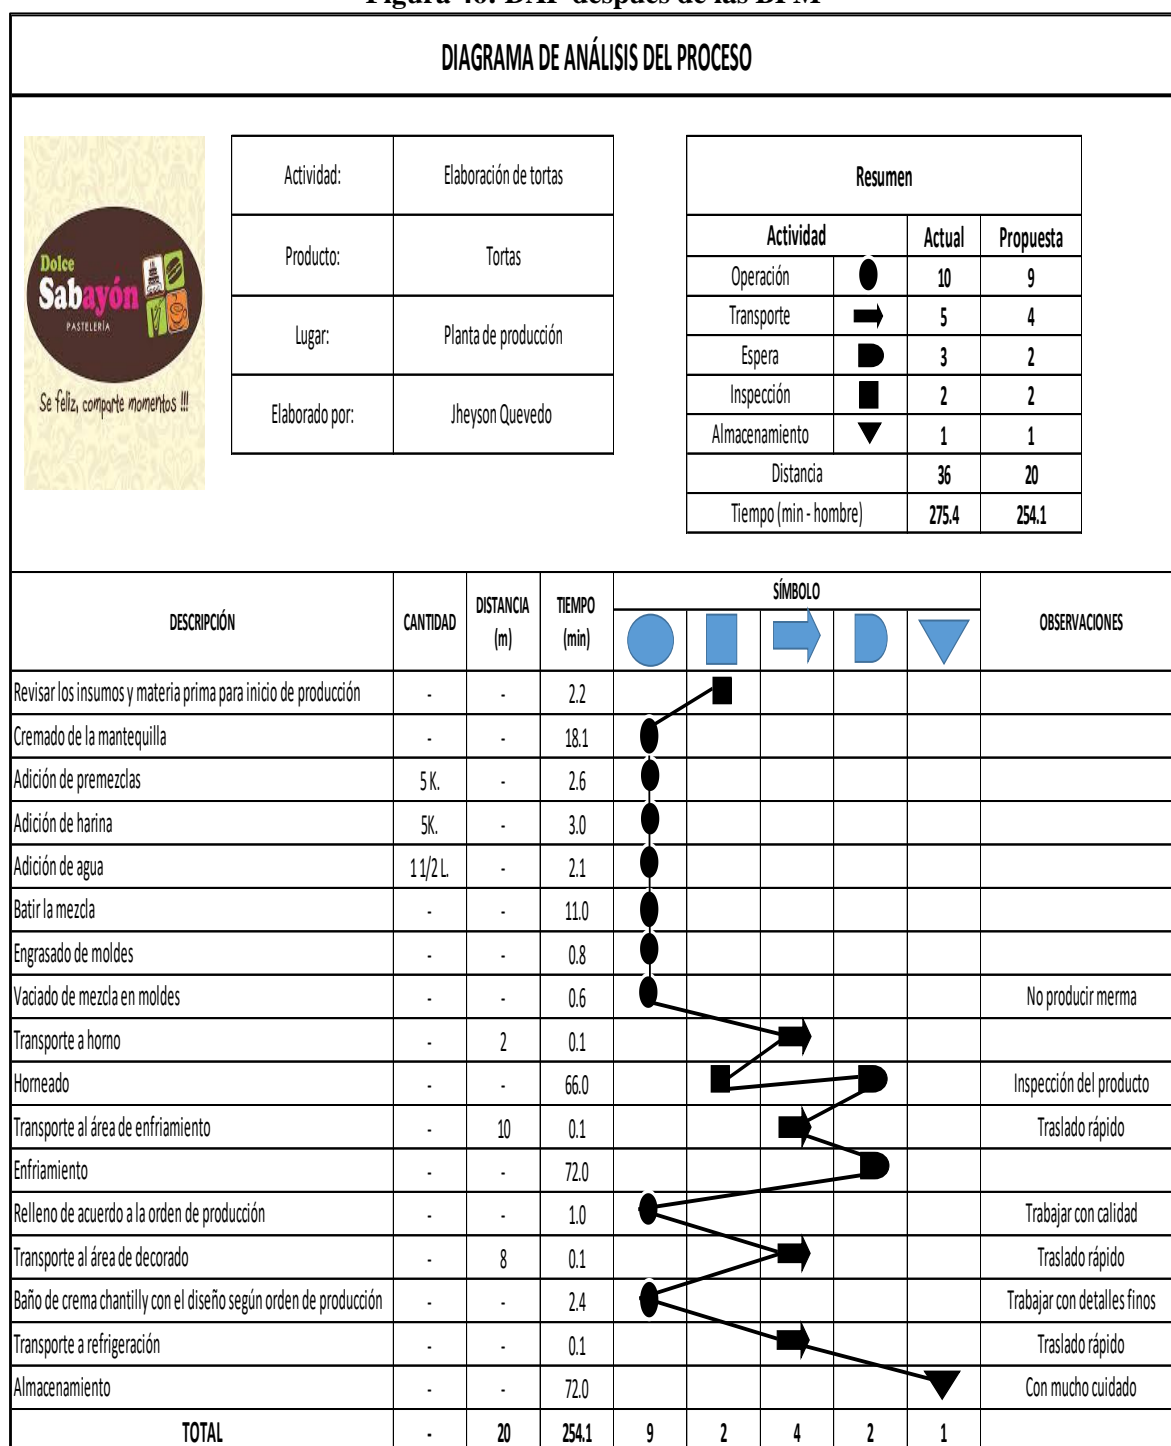 Figura 40: DAP después de las BPM
DIAGRAMA DE ANÁLISIS DEL PROCESO
Dolce
Sabayón
PASTELERÍA
Se feliz, comparte momentos !!!
Actividad: Elaboración de tortas
Producto: Tortas
Lugar: Planta de producción
Elaborado por: Jheyson Quevedo
Resumen
Actividad Actual Propuesta
Operación 10 9
Transporte 5 4
Espera 3 2
Inspección 2 2
Almacenamiento 1 1
Distancia 36 20
Tiempo (min - hombre) 275.4 254.1
DESCRIPCIÓN CANTIDAD DISTANCIA (m) TIEMPO (min) SÍMBOLO OBSERVACIONES
Revisar los insumos y materia prima para inicio de producción - - 2.2
Cremado de la mantequilla - - 18.1
Adición de premezclas 5 K. - 2.6
Adición de harina 5K. - 3.0
Adición de agua 1 1/2 L. - 2.1
Batir la mezcla - - 11.0
Engrasado de moldes - - 0.8
Vaciado de mezcla en moldes - - 0.6 No producir merma
Transporte a horno - 2 0.1
Horneado - - 66.0 Inspección del producto
Transporte al área de enfriamiento - 10 0.1 Traslado rápido
Enfriamiento - - 72.0
Relleno de acuerdo a la orden de producción - - 1.0 Trabajar con calidad
Transporte al área de decorado - 8 0.1 Traslado rápido
Baño de crema chantilly con el diseño según orden de producción - - 2.4 Trabajar con detalles finos
Transporte a refrigeración - - 0.1 Traslado rápido
Almacenamiento - - 72.0 Con mucho cuidado
TOTAL - 20 254.1 9 2 4 2 1